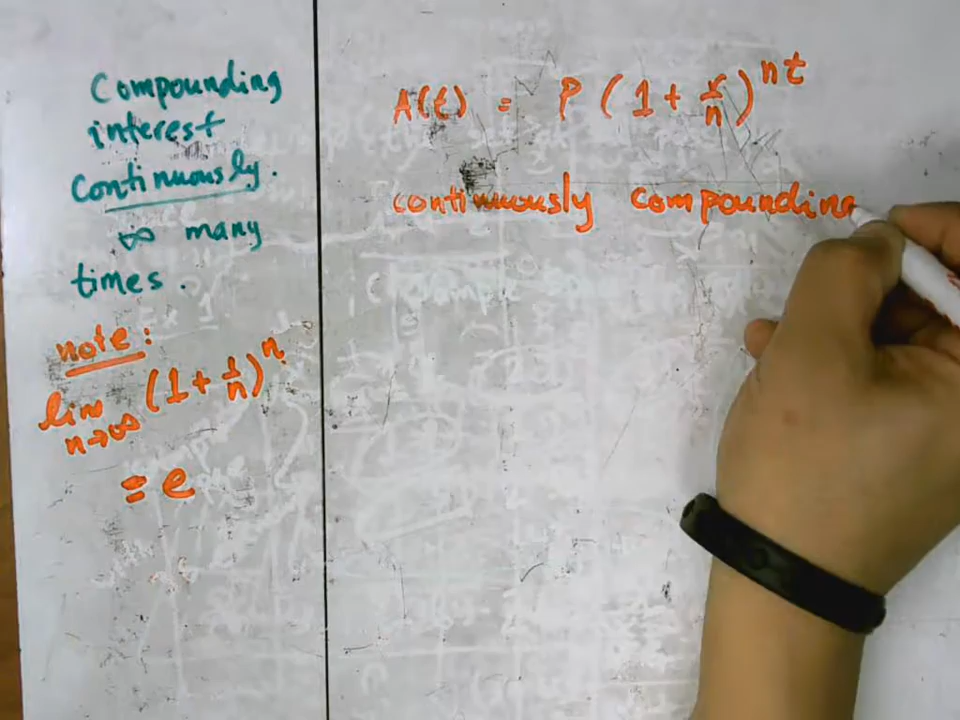 Compounding
interest
continuously.
∞ many
times.
note:
lim (1 + 1/n)^n
n→∞
= e
A(t) = P (1 + r/n)^nt
continuously compounding